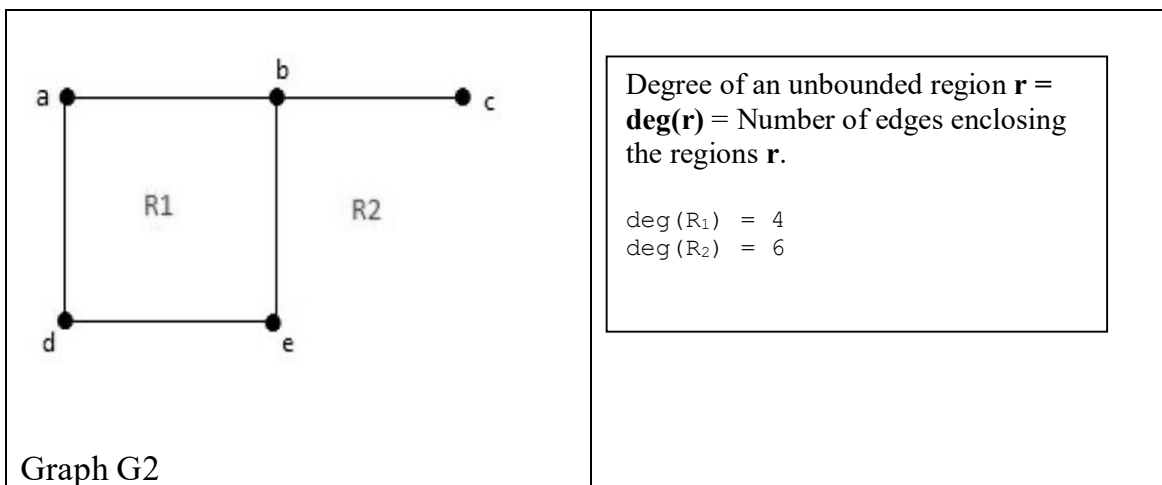 b
a
c
R1
R2
d
e
Graph G2
Degree of an unbounded region r =
deg(r) = Number of edges enclosing
the regions r.
deg(R₁) = 4
deg(R₂) = 6